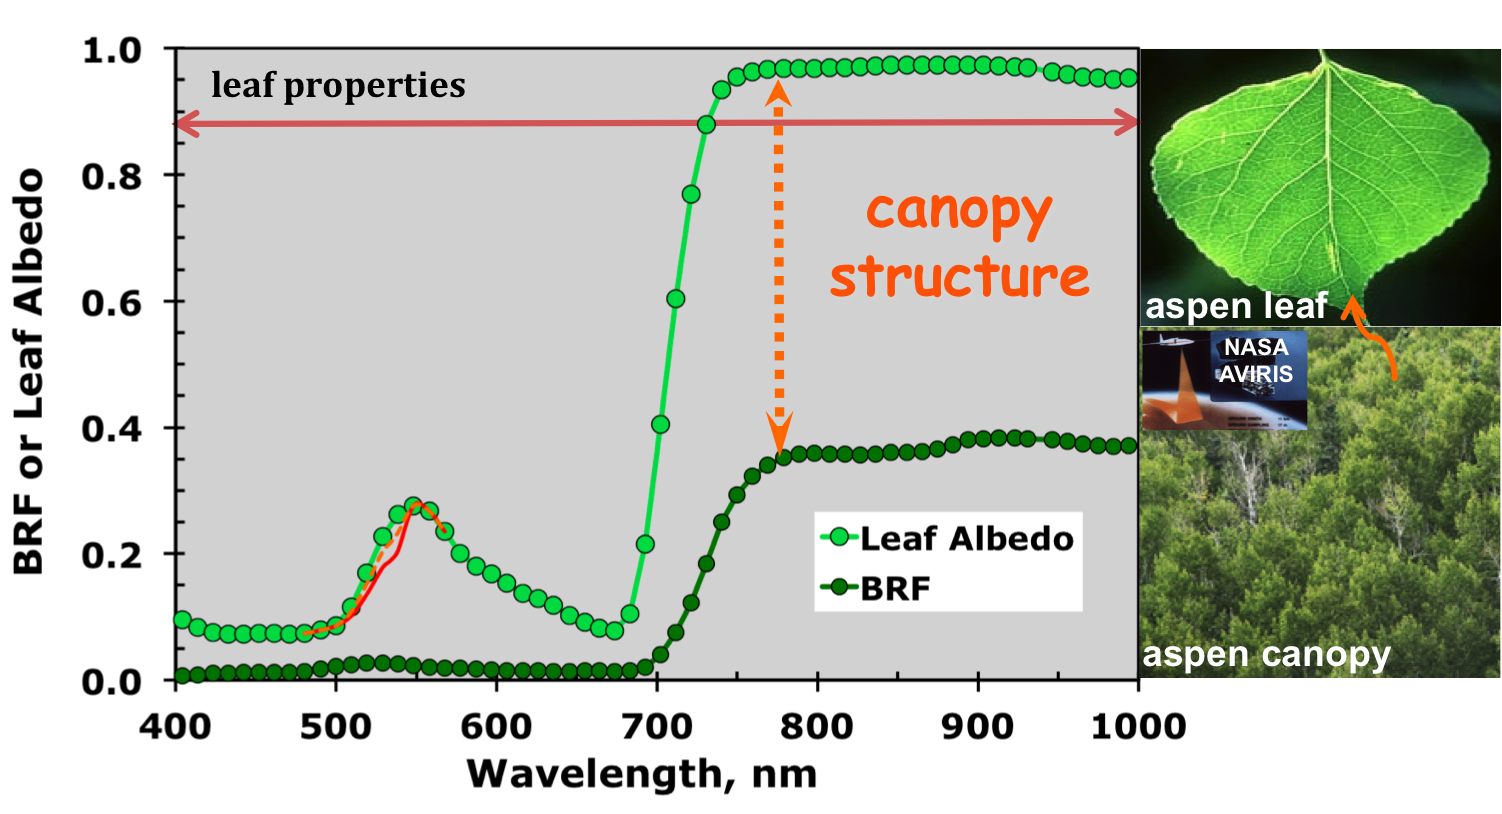 leaf properties
canopy
structure
BRF or Leaf Albedo
1.0
0.8
0.6
0.4
0.2
0.0
Leaf Albedo
BRF
400
500
600
700
800
900
1000
Wavelength, nm
aspen leaf
NASA
AVIRIS
aspen canopy